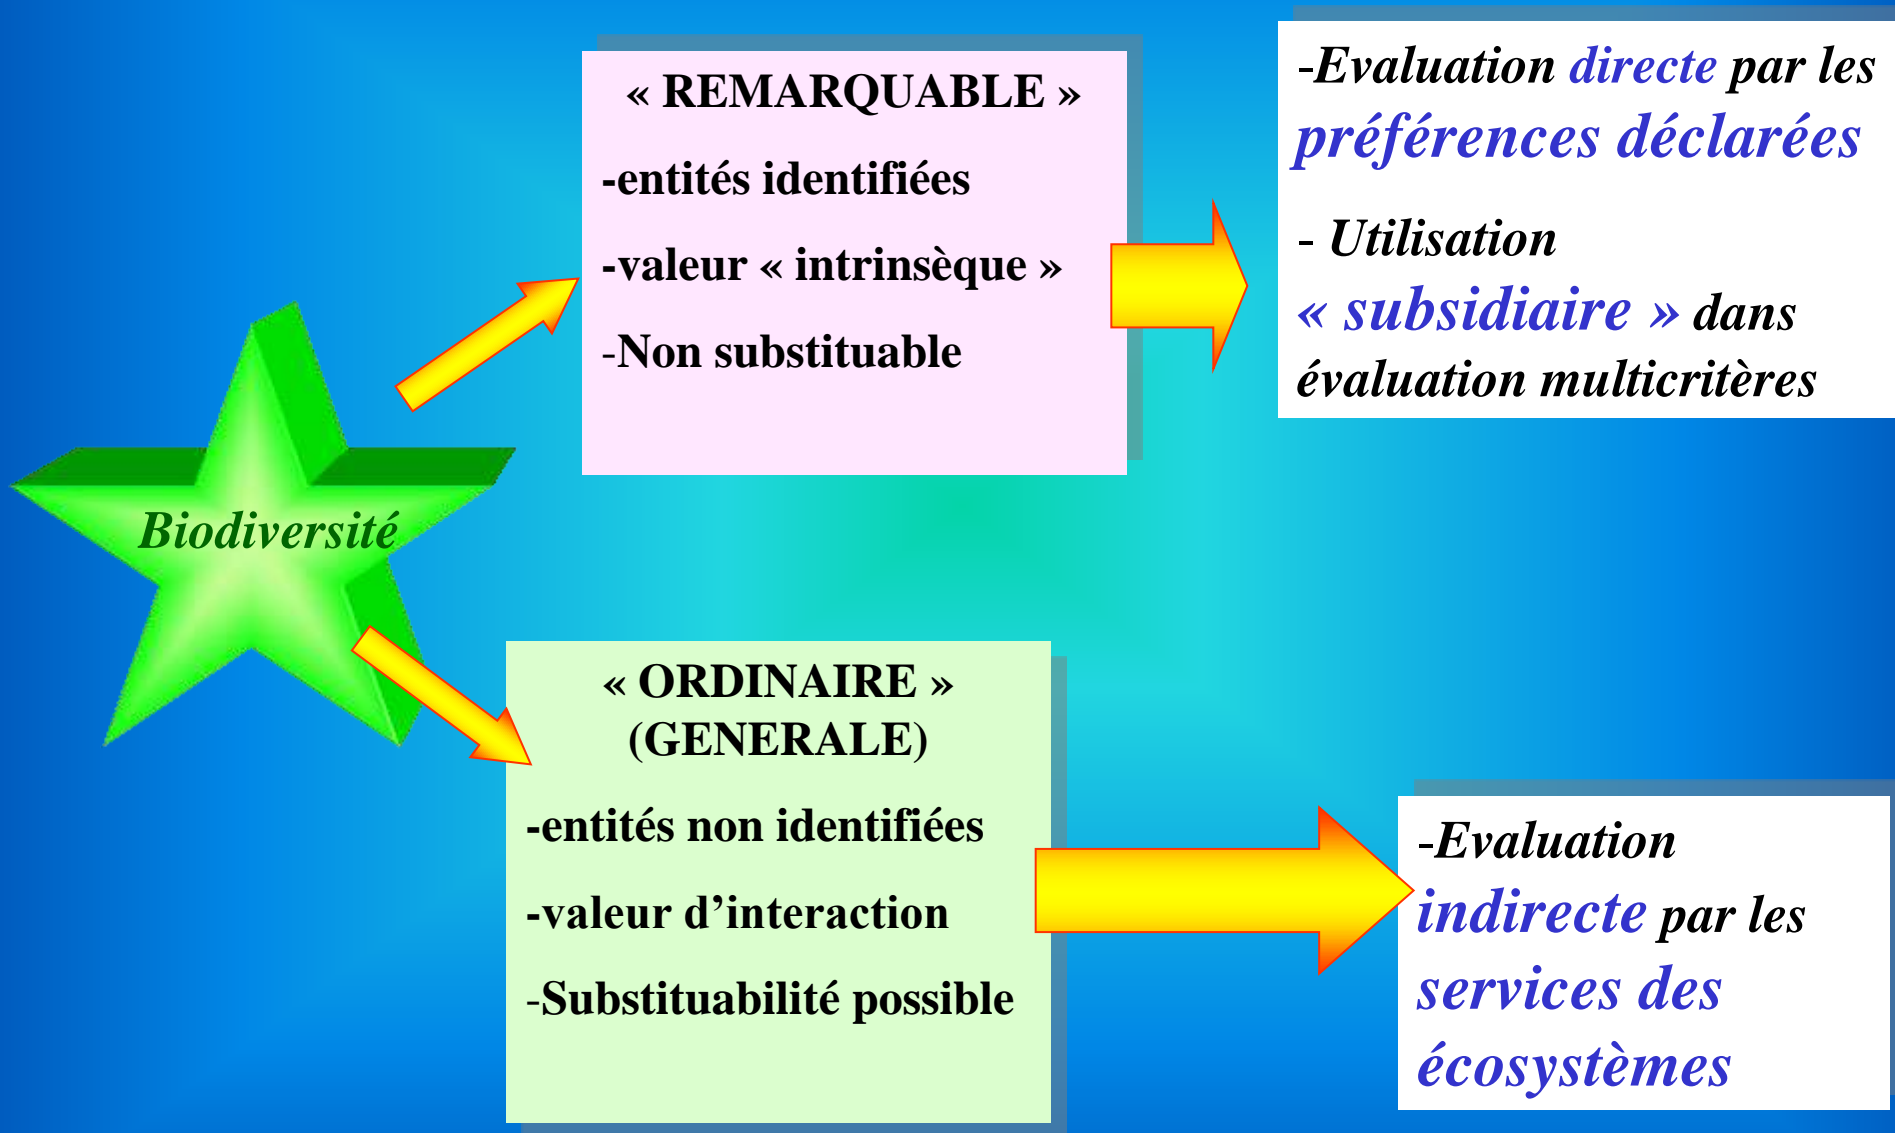 Biodiversité
« REMARQUABLE »
-entités identifiées
-valeur « intrinsèque »
-Non substituable
-Evaluation directe par les
préférences déclarées
- Utilisation
« subsidiaire » dans
évaluation multicritères
« ORDINAIRE »
(GENERALE)
-entités non identifiées
-valeur d’interaction
-Substituabilité possible
-Evaluation
indirecte par les
services des
écosystèmes